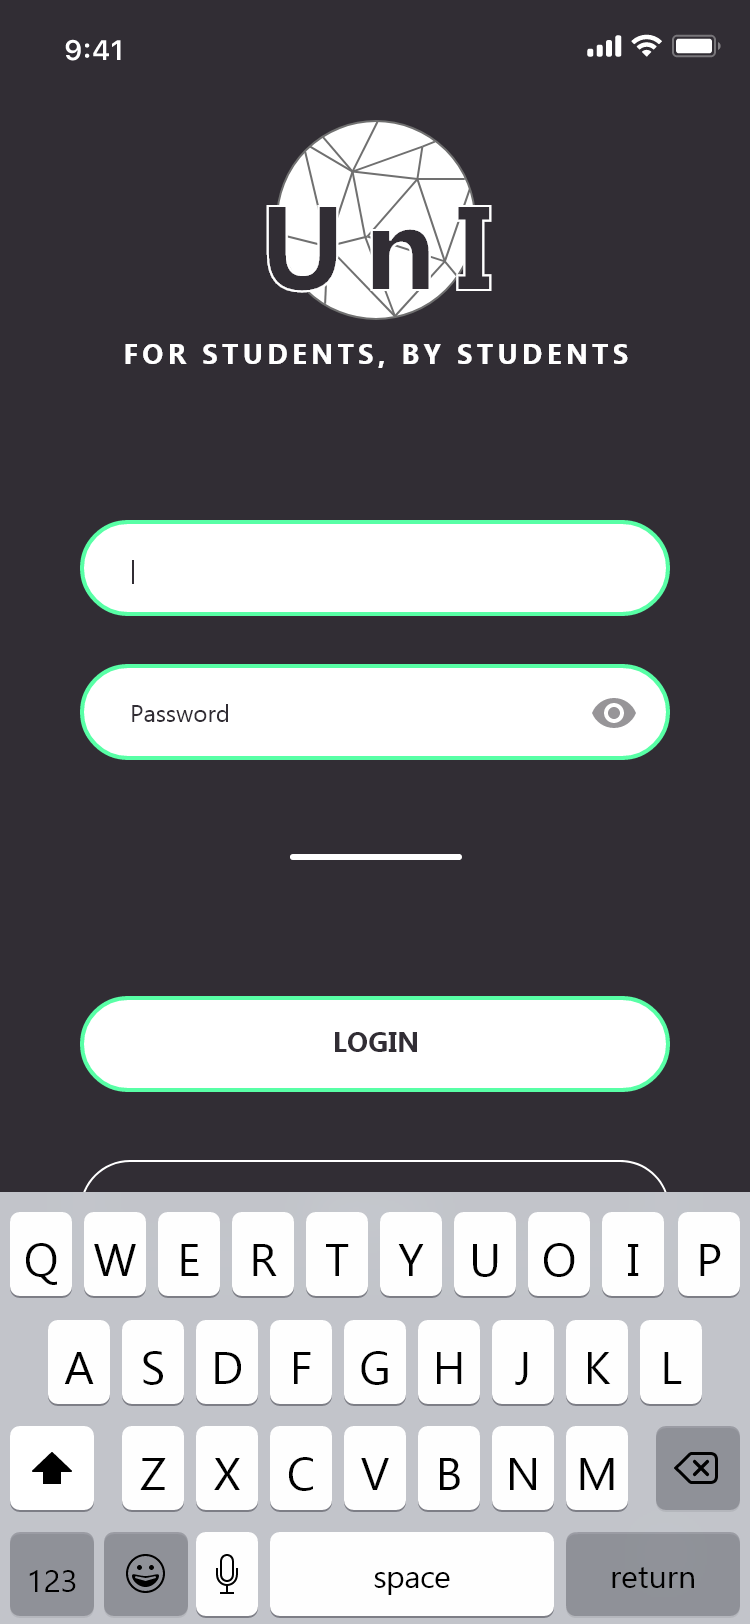 9:41
UnI
FOR STUDENTS, BY STUDENTS
Password
LOGIN
Q W E R T Y U O I P
A S D F G H J K L
Z X C V B N M
123 space return